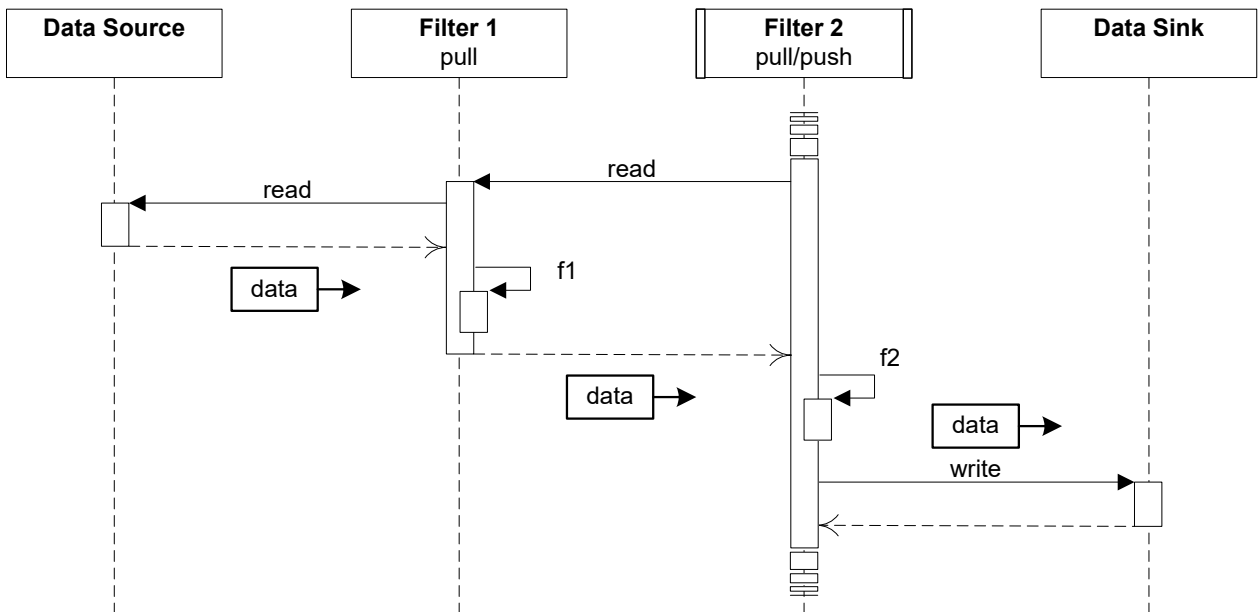 Data Source
Filter 1
pull
Filter 2
pull/push
Data Sink
read
read
f1
data
f2
data
data
write